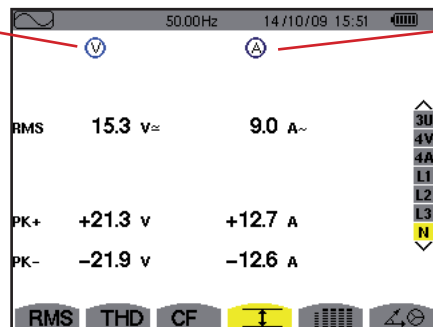 50.00Hz 14/10/09 15:51
V A
RMS 15.3 V≃ 9.0 A~
3U
4V
4A
L1
L2
L3
N
PK+ +21.3 V +12.7 A
PK- -21.9 V -12.6 A
RMS THD CF